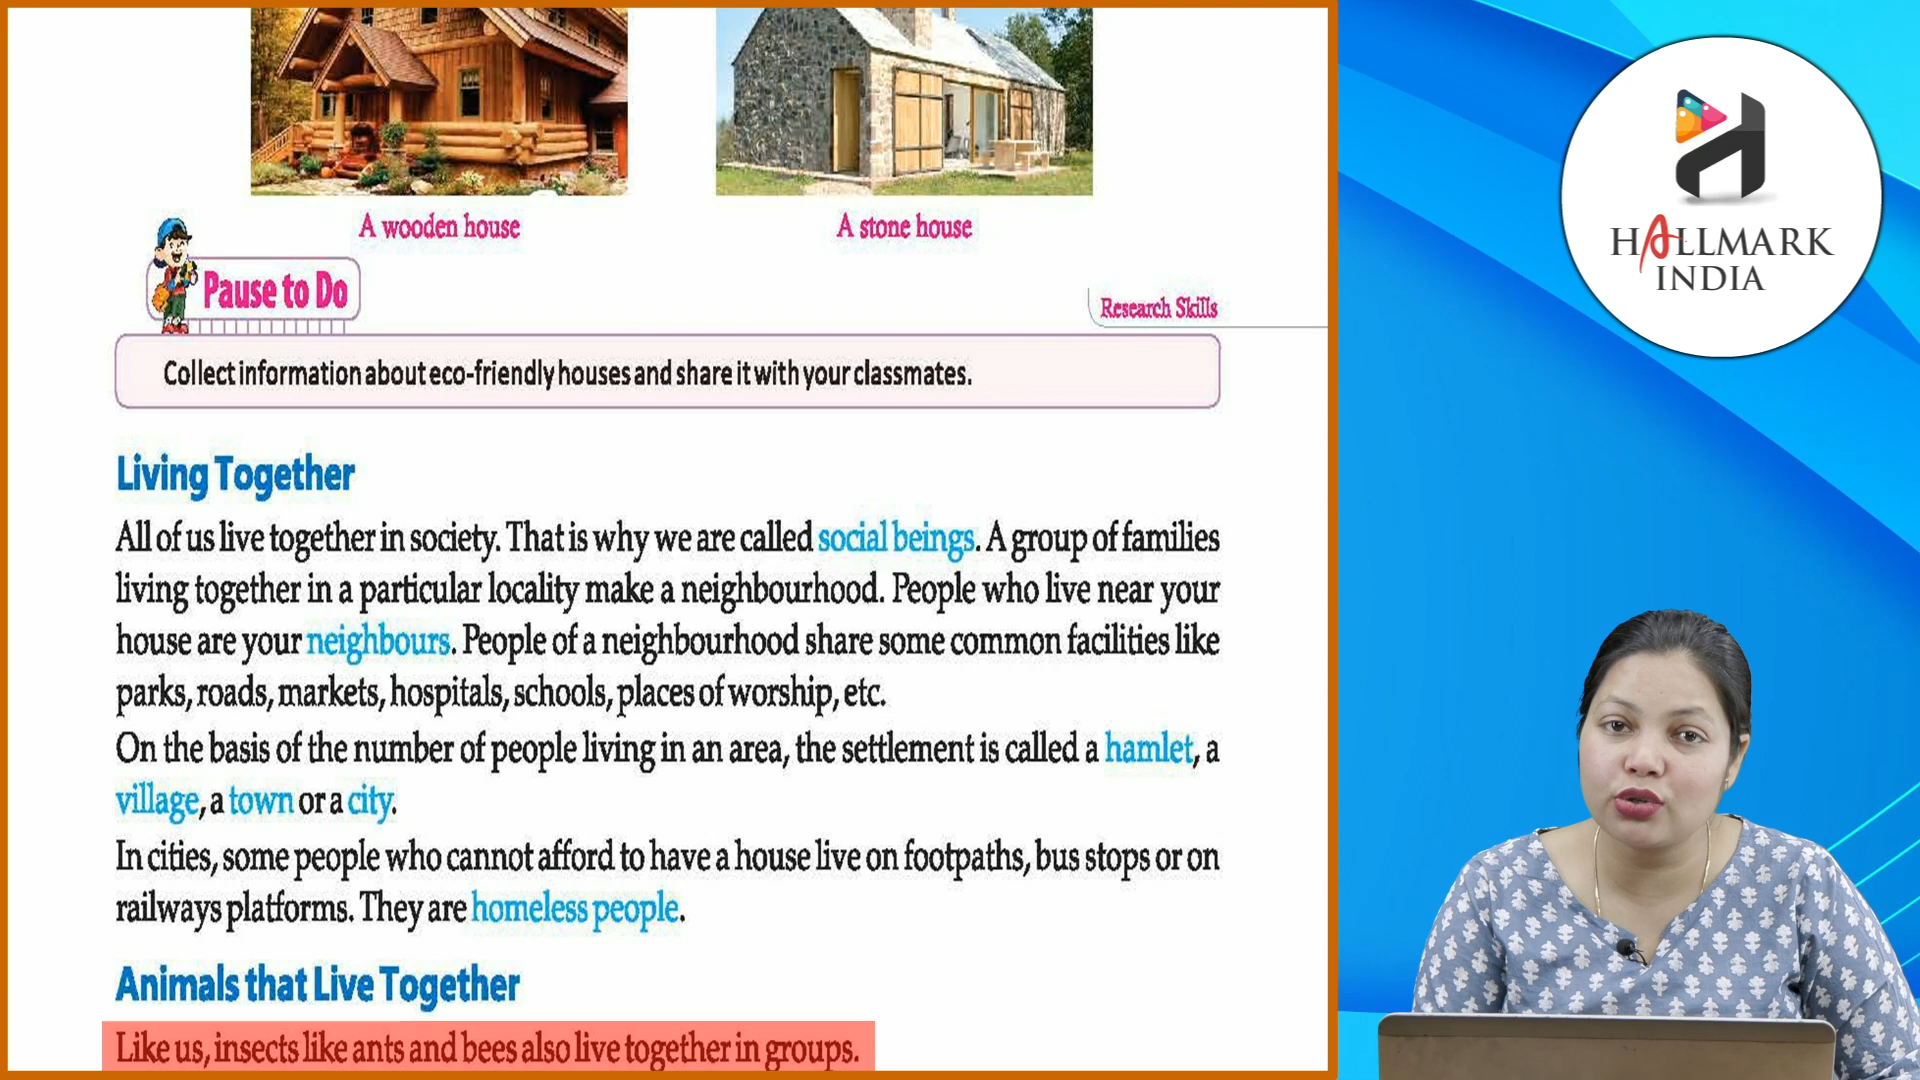 A wooden house
A stone house
Pause to Do
Research Skills
Collect information about eco-friendly houses and share it with your classmates.
Living Together
All of us live together in society. That is why we are called social beings. A group of families
living together in a particular locality make a neighbourhood. People who live near your
house are your neighbours. People of a neighbourhood share some common facilities like
parks, roads, markets, hospitals, schools, places of worship, etc.
On the basis of the number of people living in an area, the settlement is called a hamlet, a
village, a town or a city.
In cities, some people who cannot afford to have a house live on footpaths, bus stops or on
railways platforms. They are homeless people.
Animals that Live Together
Like us, insects like ants and bees also live together in groups.
HALLMARK
INDIA